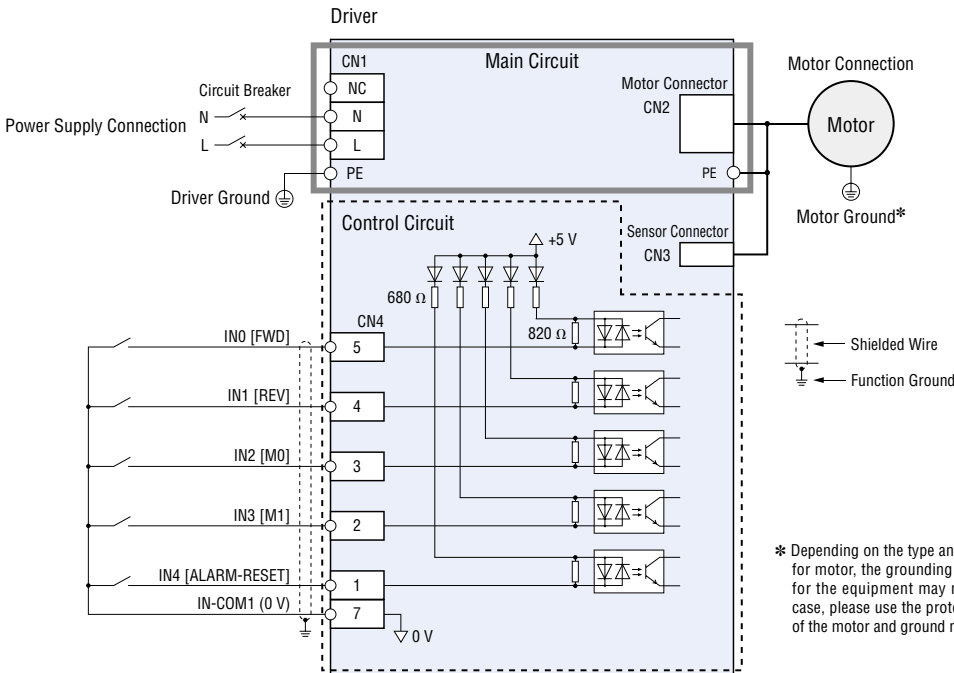 Driver
CN1
Main Circuit
Motor Connection
NC
Motor Connector
CN2
Circuit Breaker
N
N
Power Supply Connection
L
L
Motor
PE
PE
Driver Ground
Motor Ground*
Control Circuit
Sensor Connector
CN3
+5 V
680 Ω
CN4
820 Ω
IN0 [FWD]
5
Shielded Wire
Function Ground
IN1 [REV]
4
IN2 [M0]
3
IN3 [M1]
2
IN4 [ALARM-RESET]
1
IN-COM1 (0 V)
7
0 V
* Depending on the type an
for motor, the grounding
for the equipment may
case, please use the prot
of the motor and ground